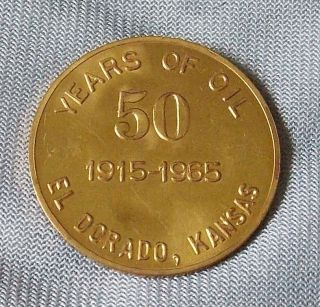 YEARS OF OIL
50
1915-1965
EL DORADO, KANSAS